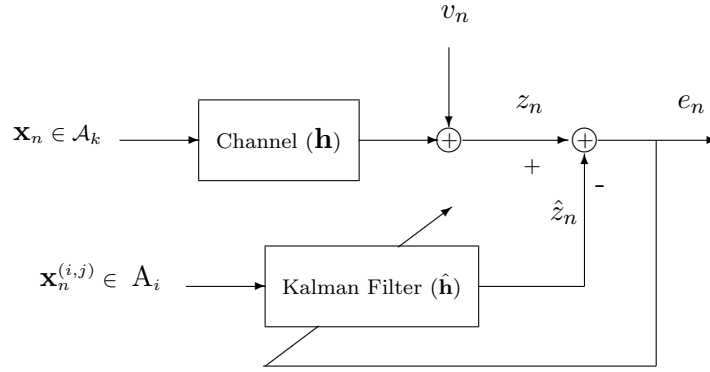 v_n
z_n
e_n
𝐱_n ∈ 𝒜_k
Channel (𝐡)
+
+
+
-
ẑ_n
𝐱_n^{(i,j)} ∈ A_i
Kalman Filter (𝐡̂)